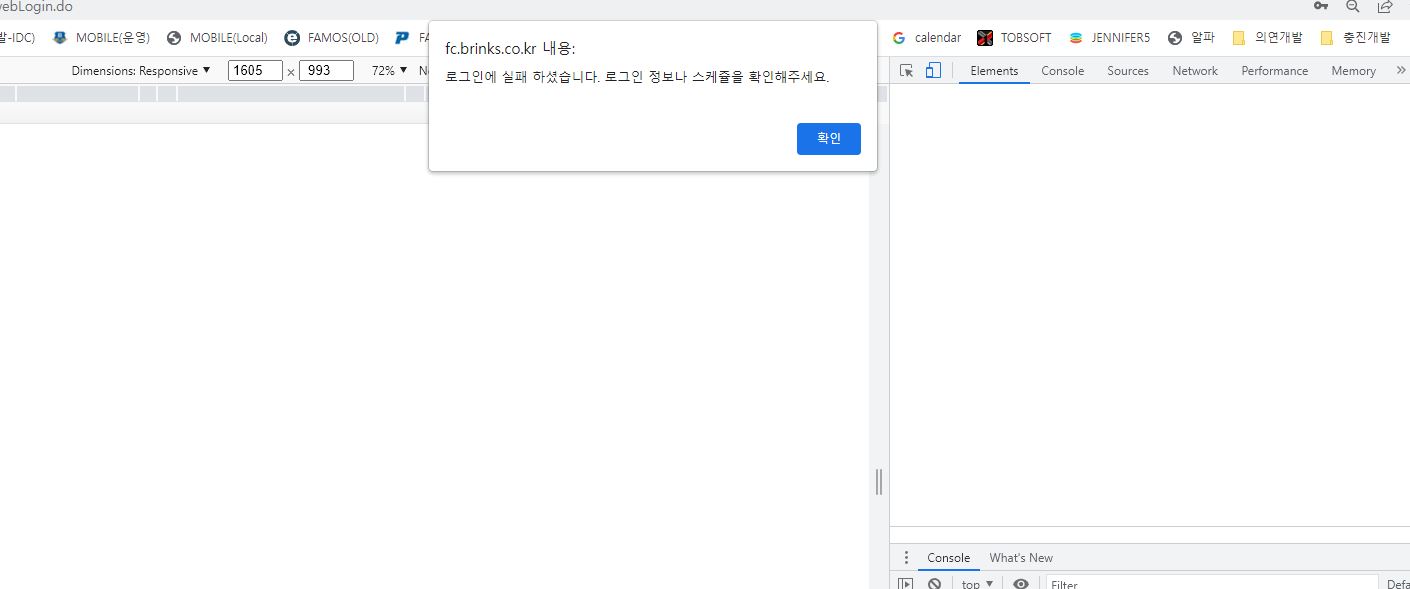 webLogin.do
발-IDC) MOBILE(운영) MOBILE(Local) FAMOS(OLD) FA calendar TOBSOFT JENNIFER5 알파 의연개발 충진개발
fc.brinks.co.kr 내용:
로그인에 실패 하셨습니다. 로그인 정보나 스케쥴을 확인해주세요.
확인
Dimensions: Responsive ▼ 1605 × 993 72% ▼ N
Elements Console Sources Network Performance Memory »
Console What's New
top ▼ Filter Defa